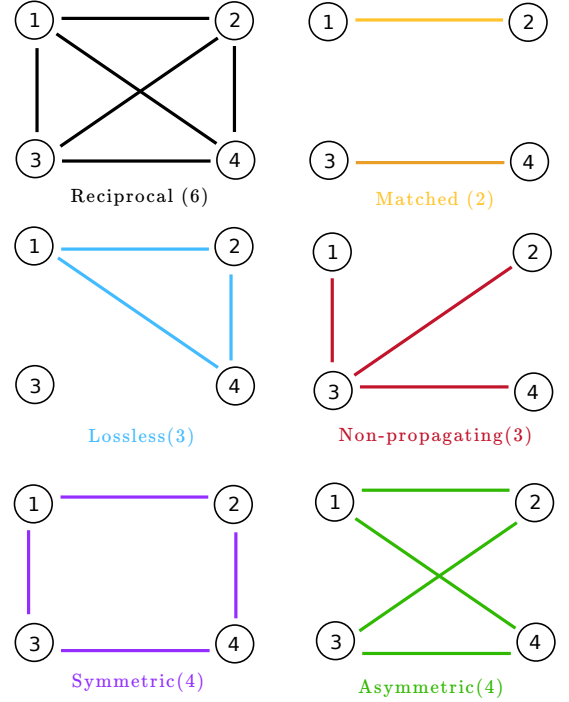 1 2 1 2
3 4 3 4
Reciprocal (6) Matched (2)
1 2 1 2
3 4 3 4
Lossless(3) Non-propagating(3)
1 2 1 2
3 4 3 4
Symmetric(4) Asymmetric(4)